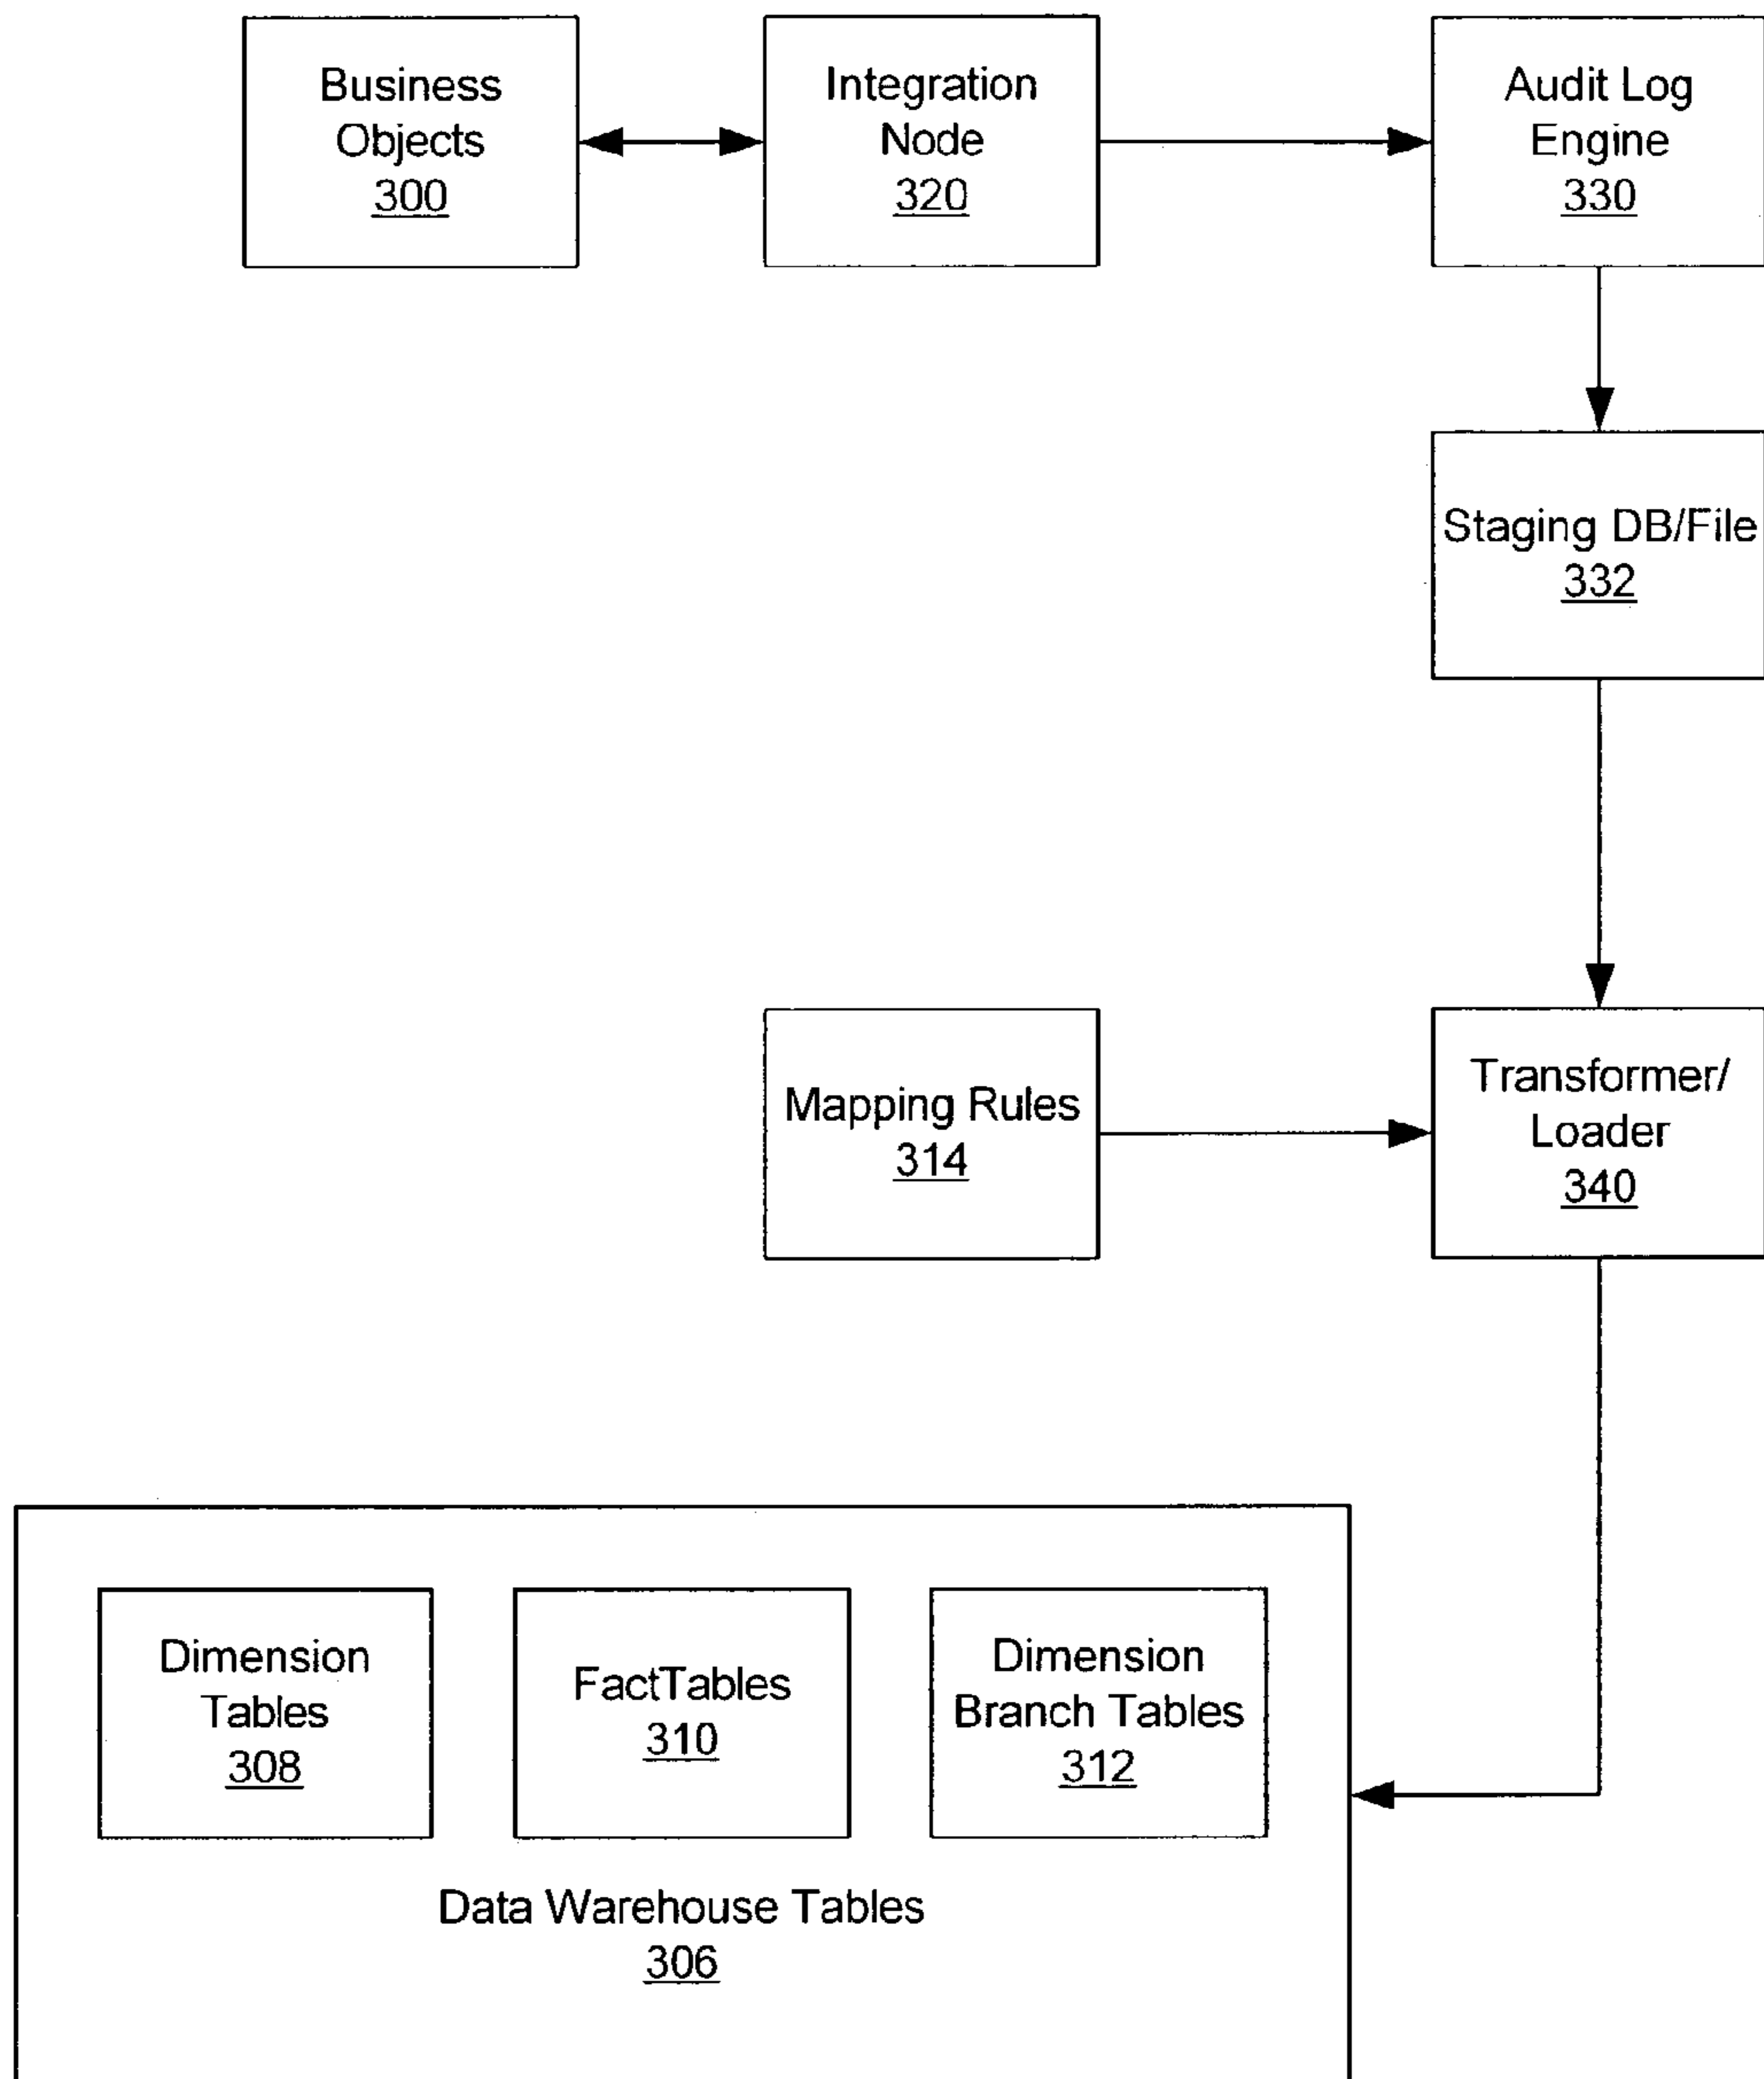 Business
Objects
300
Integration
Node
320
Audit Log
Engine
330
Staging DB/File
332
Mapping Rules
314
Transformer/
Loader
340
Dimension
Tables
308
FactTables
310
Dimension
Branch Tables
312
Data Warehouse Tables
306